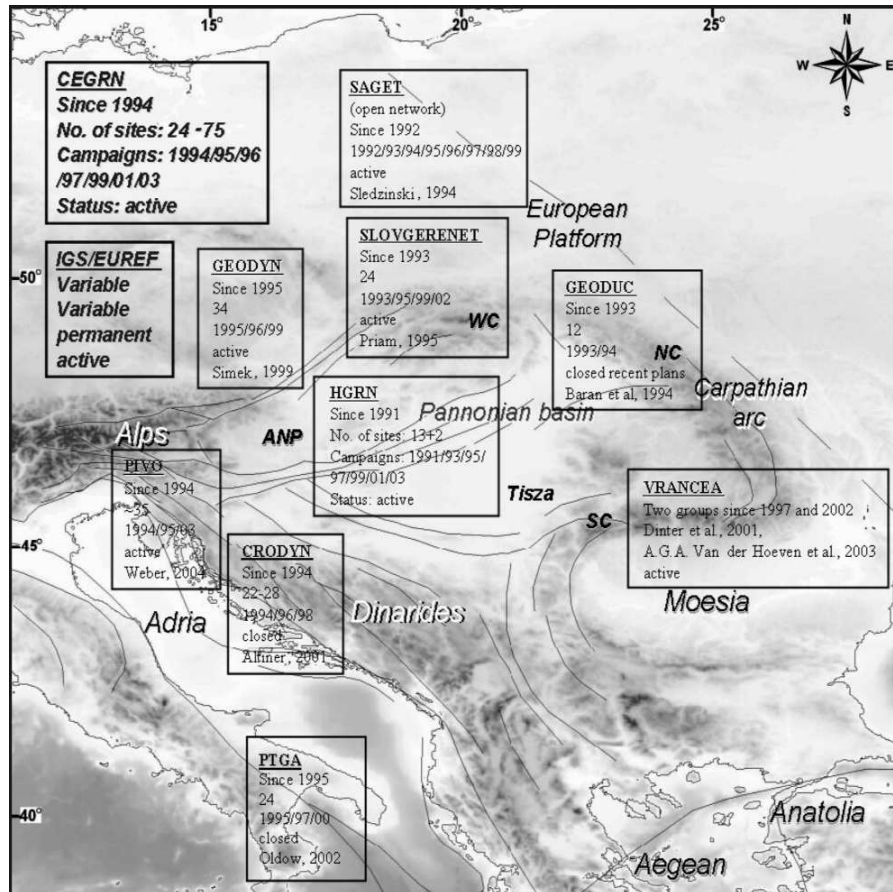 15° 20° 25°
N
W E
S
CEGRN
Since 1994
No. of sites: 24 -75
Campaigns: 1994/95/96
/97/99/01/03
Status: active
SAGET
(open network)
Since 1992
1992/93/94/95/96/97/98/99
active
Sledzinski, 1994
European
Platform
50°
IGS/EUREF
Variable
Variable
permanent
active
GEODYN
Since 1995
34
1995/96/99
active
Simek, 1999
SLOVGERENET
Since 1993
24
1993/95/99/02
active
Priam, 1995
WC
GEODUC
Since 1993
12
1993/94
closed recent plans
Baran et al, 1994
NC
Carpathian
arc
HGRN
Since 1991
No. of sites: 13+2
Campaigns: 1991/93/95/
97/99/01/03
Status: active
Pannonian basin
Alps
ANP
Tisza
SC
PIVO
Since 1994
~35
1994/95/03
active
Weber, 2004
VRANCEA
Two groups since 1997 and 2002
Dinter et al., 2001,
A.G.A. Van der Hoeven et al., 2003
active
45°
CRODYN
Since 1994
22-28
1994/96/98
closed
Altiner, 2001
Adria
Dinarides
Moesia
PTGA
Since 1995
24
1995/97/00
closed
Oldow, 2002
40°
Anatolia
Aegean